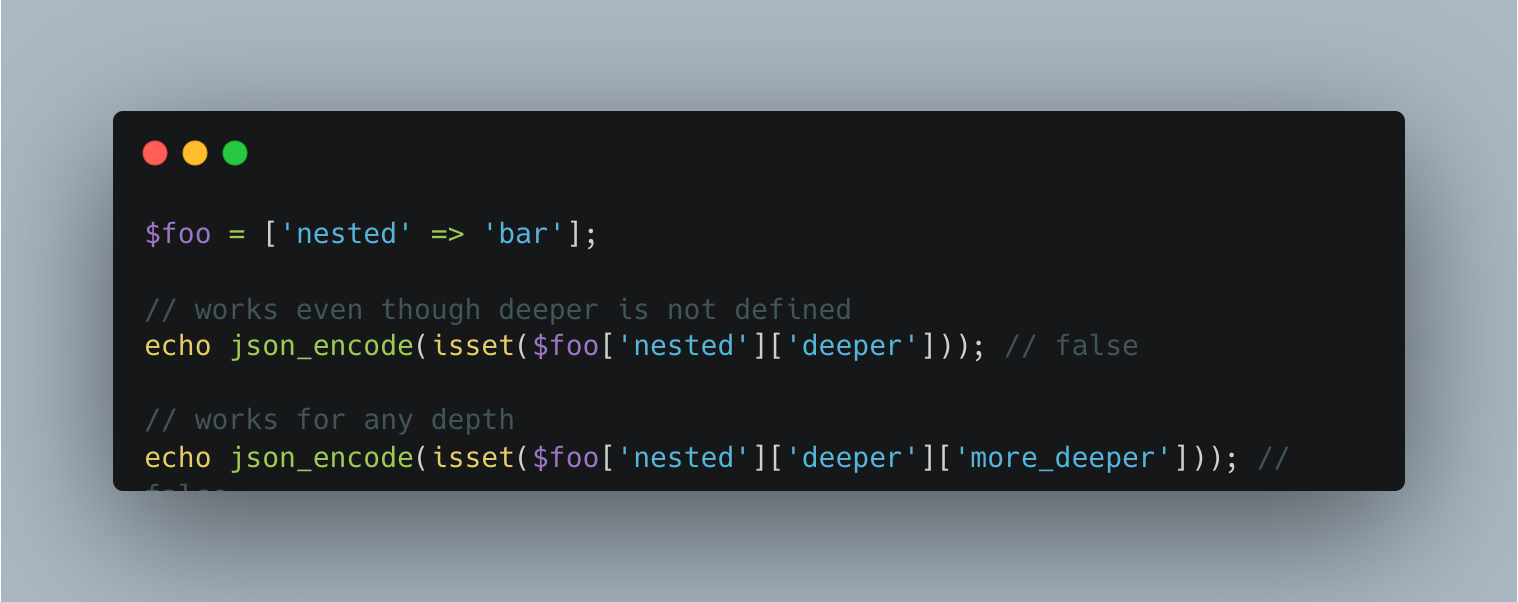 $foo = ['nested' => 'bar'];
// works even though deeper is not defined
echo json_encode(isset($foo['nested']['deeper'])); // false
// works for any depth
echo json_encode(isset($foo['nested']['deeper']['more_deeper'])); //
false